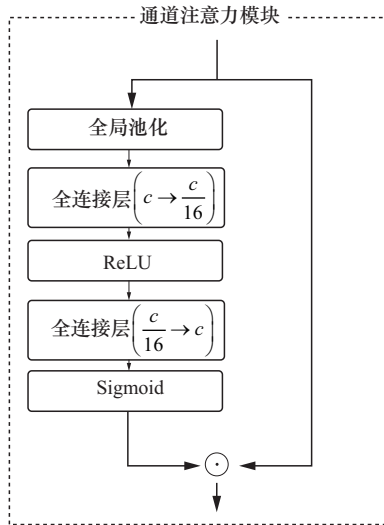 通道注意力模块
全局池化
全连接层(c → c/16)
ReLU
全连接层(c/16 → c)
Sigmoid